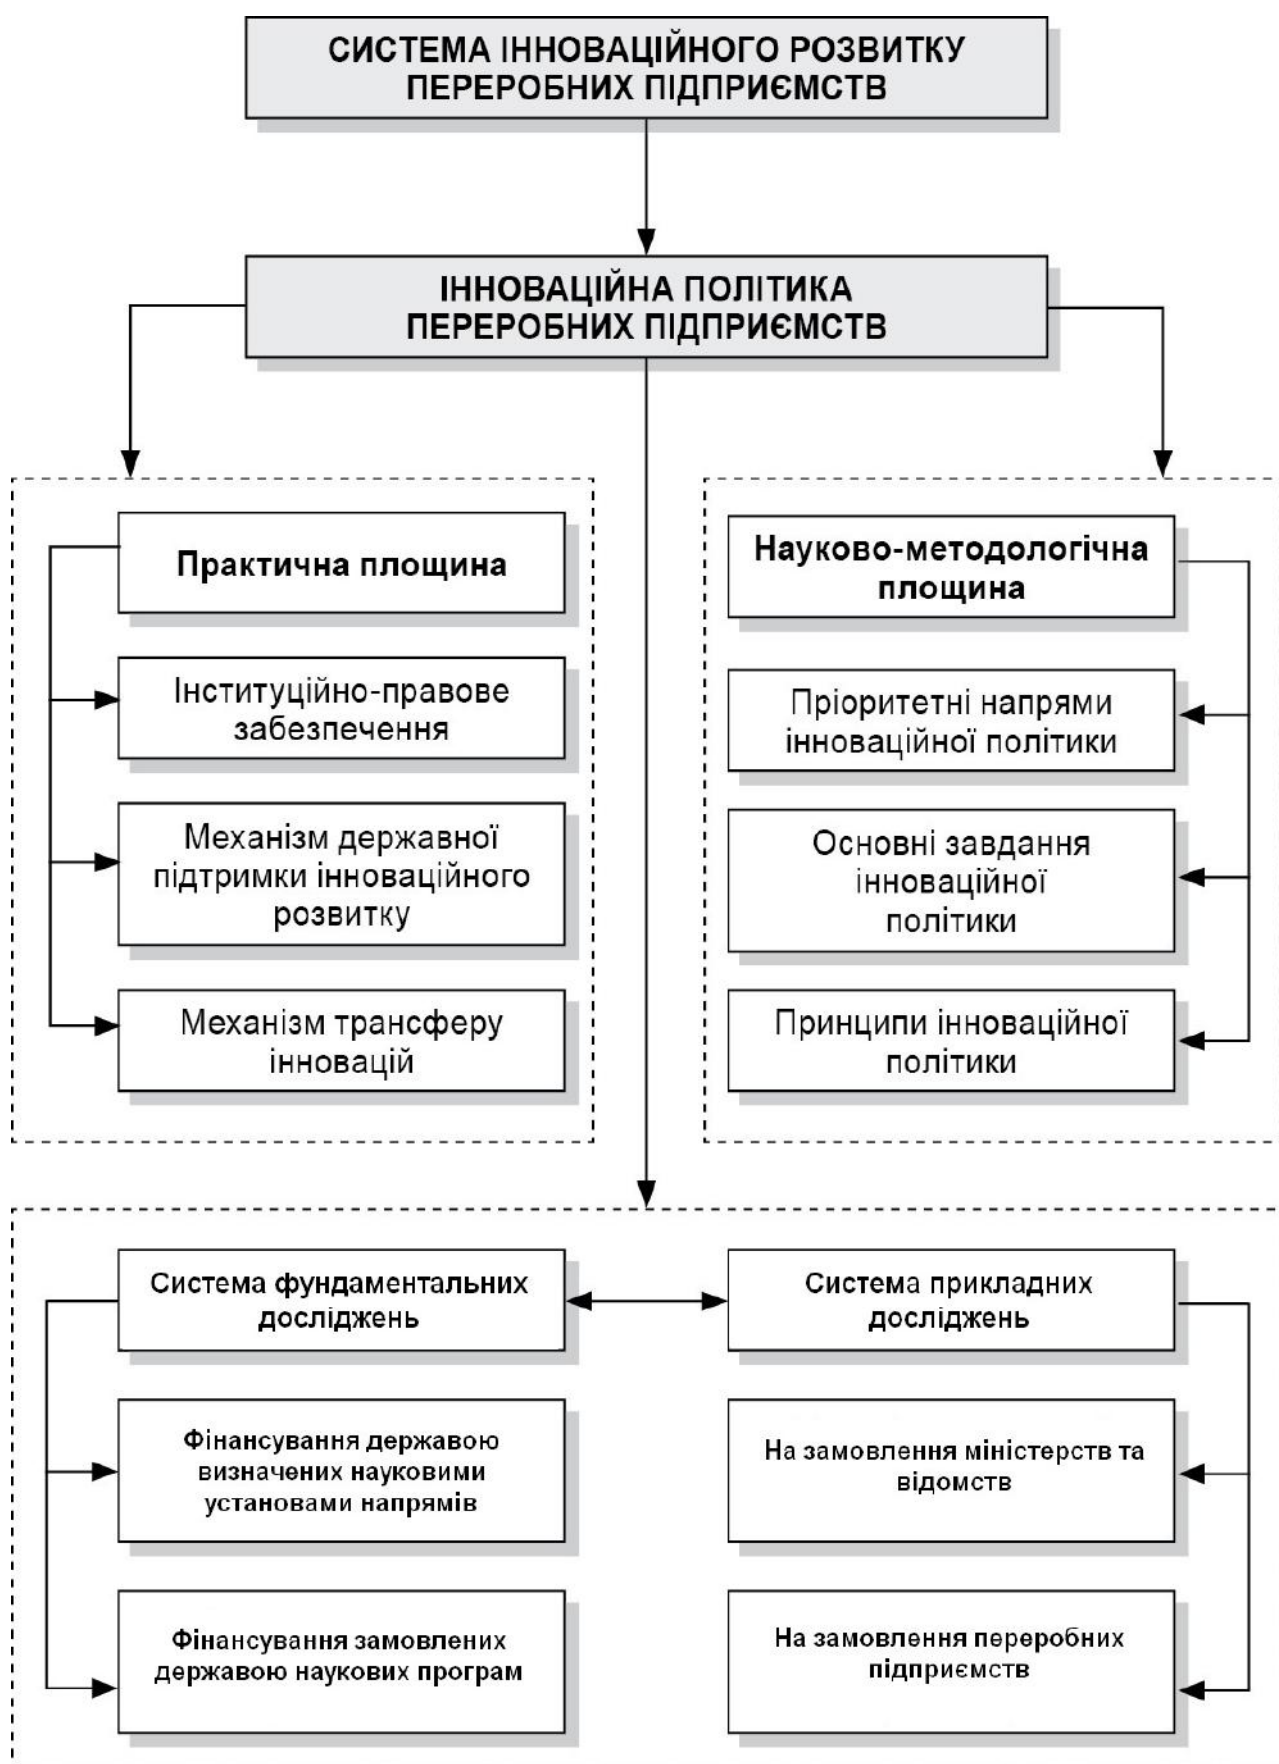 СИСТЕМА ІННОВАЦІЙНОГО РОЗВИТКУ
ПЕРЕРОБНИХ ПІДПРИЄМСТВ
ІННОВАЦІЙНА ПОЛІТИКА
ПЕРЕРОБНИХ ПІДПРИЄМСТВ
Практична площина
Інституційно-правове
забезпечення
Механізм державної
підтримки інноваційного
розвитку
Механізм трансферу
інновацій
Науково-методологічна
площина
Пріоритетні напрями
інноваційної політики
Основні завдання
інноваційної
політики
Принципи інноваційної
політики
Система фундаментальних
досліджень
Фінансування державою
визначених науковими
установами напрямів
Фінансування замовлених
державою наукових програм
Система прикладних
досліджень
На замовлення міністерств та
відомств
На замовлення переробних
підприємств